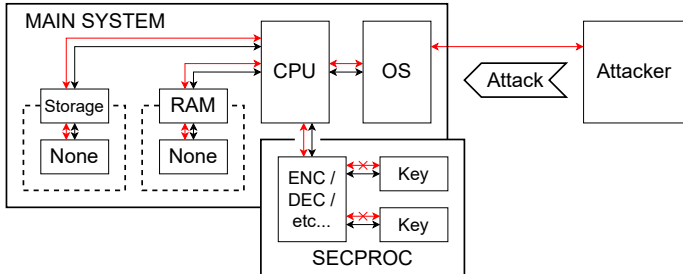 MAIN SYSTEM
CPU
OS
Attack
Attacker
Storage
RAM
None
None
ENC /
DEC /
etc...
Key
Key
SECPROC